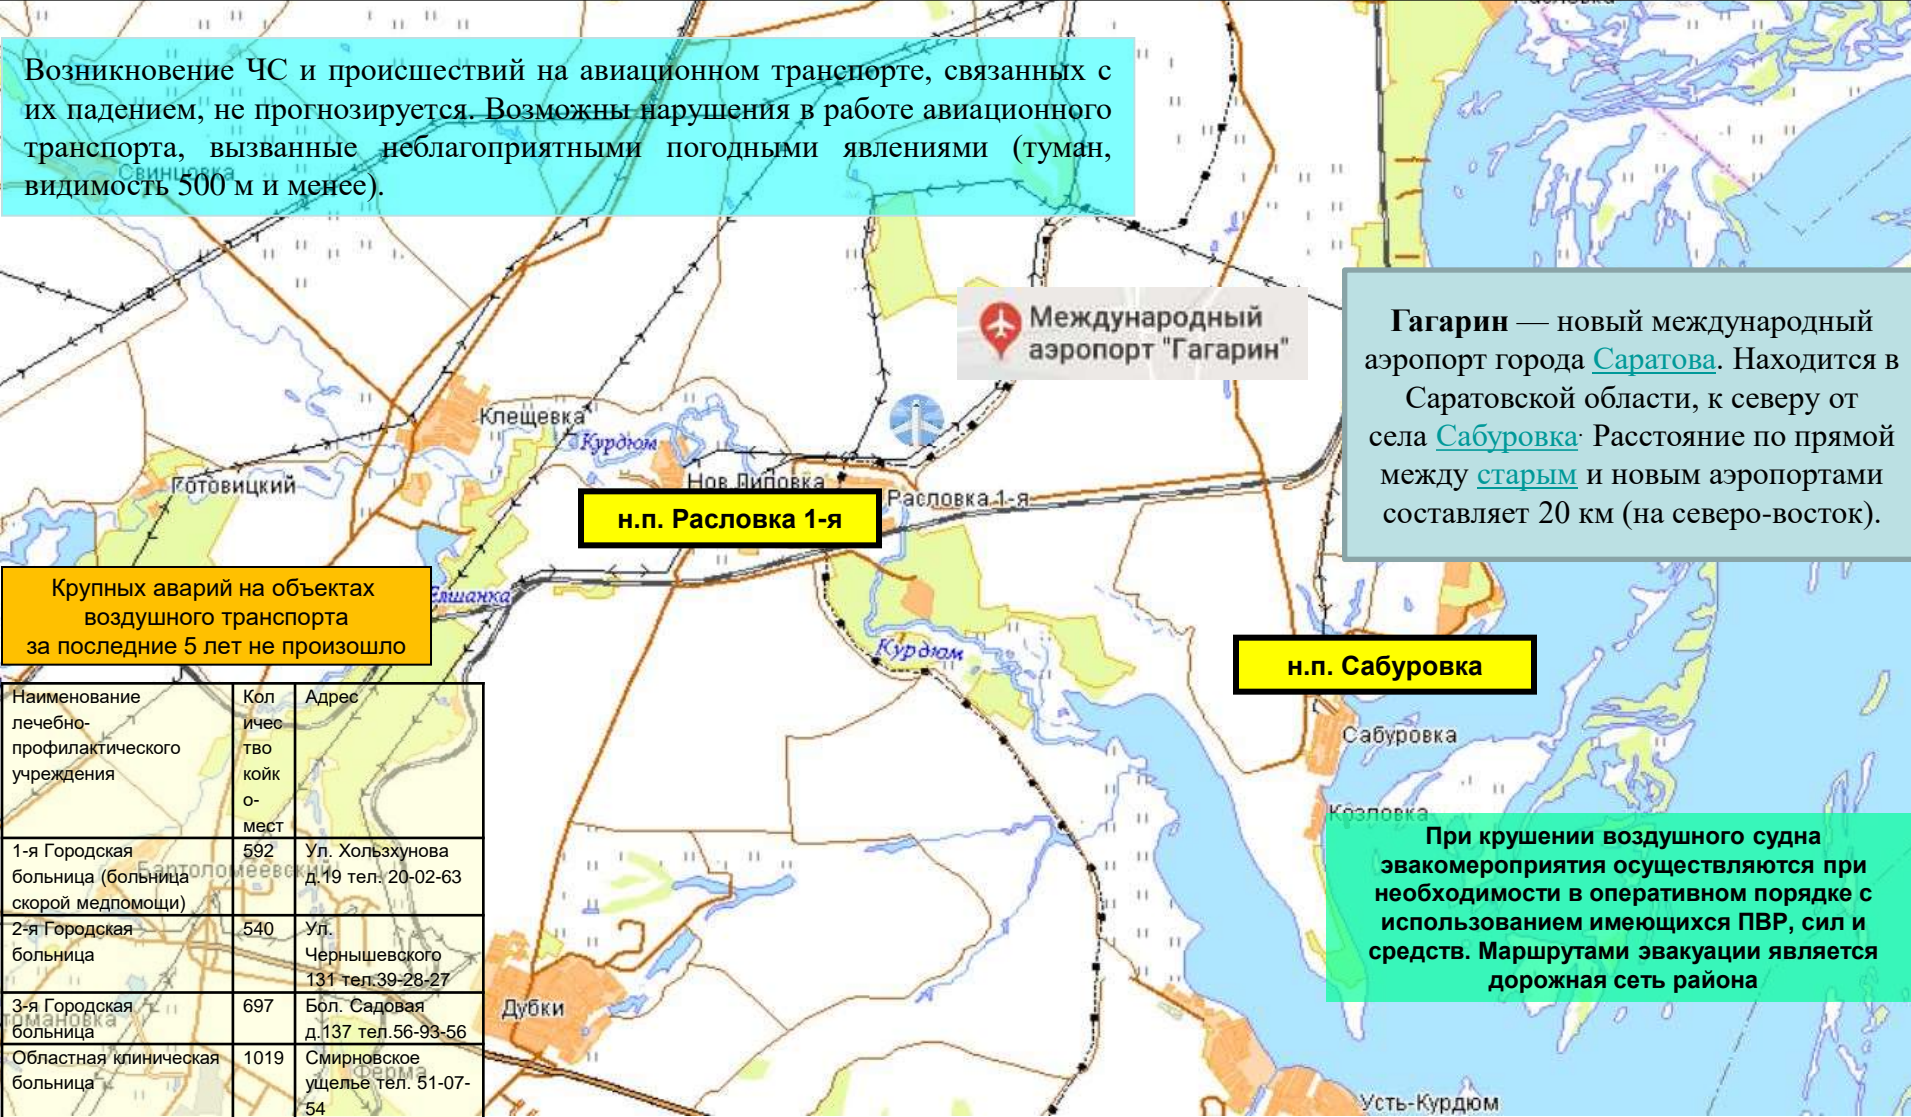 Возникновение ЧС и происшествий на авиационном транспорте, связанных с
их падением, не прогнозируется. Возможны нарушения в работе авиационного
транспорта, вызванные неблагоприятными погодными явлениями (туман,
видимость 500 м и менее).
Свинцовка
Международный
аэропорт "Гагарин"
Гагарин — новый международный
аэропорт города Саратова. Находится в
Саратовской области, к северу от
села Сабуровка. Расстояние по прямой
между старым и новым аэропортами
составляет 20 км (на северо-восток).
Клещевка
Курдюм
Готовицкий
Нов Липовка
Расловка 1-я
н.п. Расловка 1-я
Елшанка
Курдюм
Крупных аварий на объектах
воздушного транспорта
за последние 5 лет не произошло
н.п. Сабуровка
Сабуровка
Козловка
При крушении воздушного судна
эвакомероприятия осуществляются при
необходимости в оперативном порядке с
использованием имеющихся ПВР, сил и
средств. Маршрутами эвакуации является
дорожная сеть района
Наименование
лечебно-
профилактического
учреждения
Кол
ичес
тво
койк
о-
мест
Адрес
1-я Городская
больница (больница
скорой медпомощи)
592
Ул. Хользхунова
д.19 тел. 20-02-63
2-я Городская
больница
540
Ул.
Чернышевского
131 тел.39-28-27
3-я Городская
больница
697
Бол. Садовая
д.137 тел.56-93-56
Областная клиническая
больница
1019
Смирновское
ущелье тел. 51-07-
54
Бартоломеевский
Дубки
Ферма
Усть-Курдюм